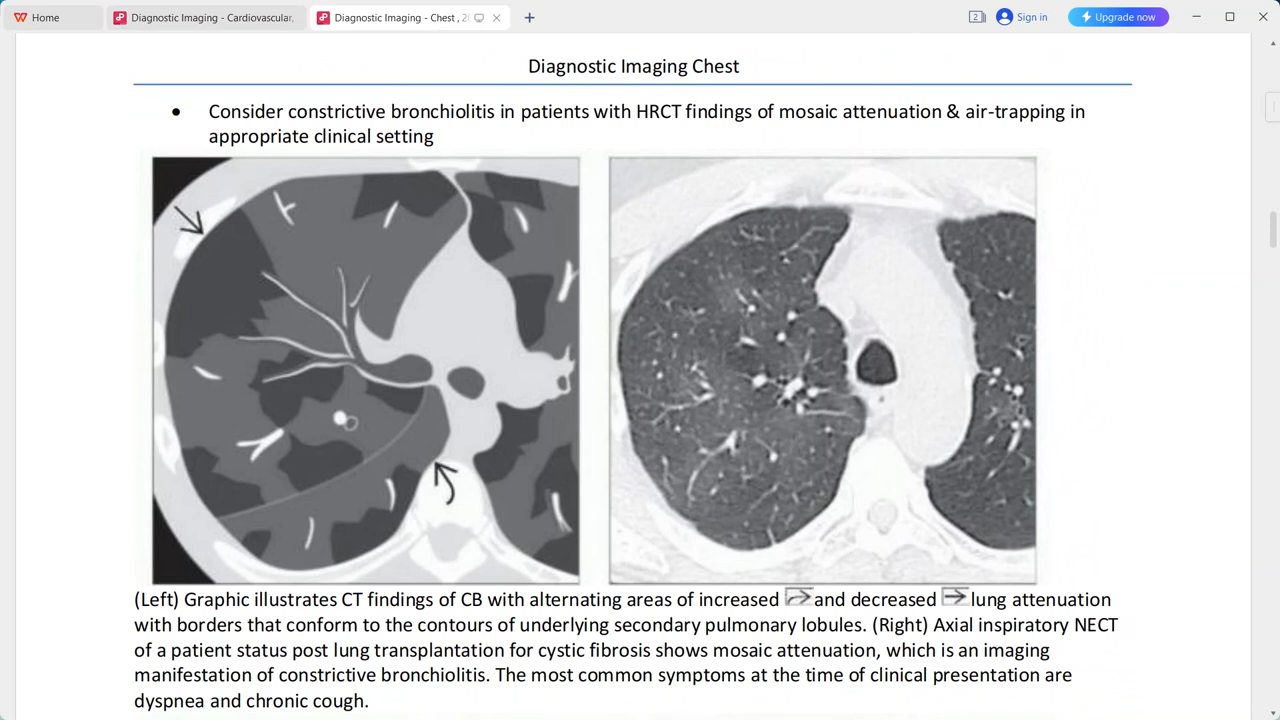 Home
Diagnostic Imaging - Cardiovascular,
Diagnostic Imaging - Chest , 2
2
Sign in
Upgrade now
Diagnostic Imaging Chest
• Consider constrictive bronchiolitis in patients with HRCT findings of mosaic attenuation & air-trapping in
appropriate clinical setting
(Left) Graphic illustrates CT findings of CB with alternating areas of increased and decreased lung attenuation
with borders that conform to the contours of underlying secondary pulmonary lobules. (Right) Axial inspiratory NECT
of a patient status post lung transplantation for cystic fibrosis shows mosaic attenuation, which is an imaging
manifestation of constrictive bronchiolitis. The most common symptoms at the time of clinical presentation are
dyspnea and chronic cough.